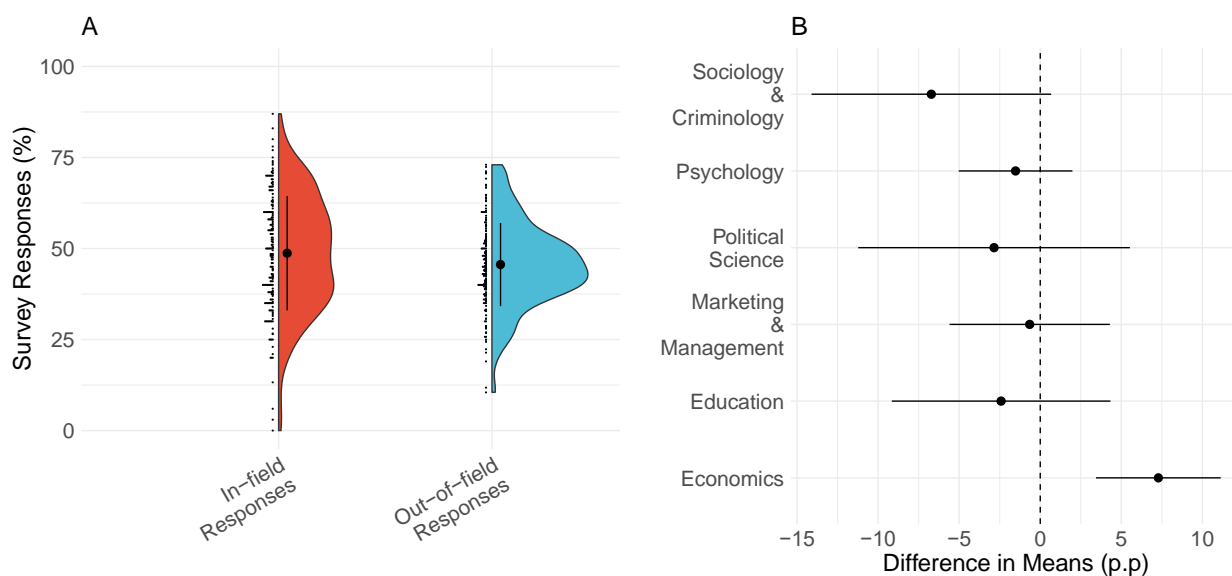 A
Survey Responses (%)
100
75
50
25
0
In−field
Responses
Out−of−field
Responses
B
Sociology
&
Criminology
Psychology
Political
Science
Marketing
&
Management
Education
Economics
−15
−10
−5
0
5
10
Difference in Means (p.p)